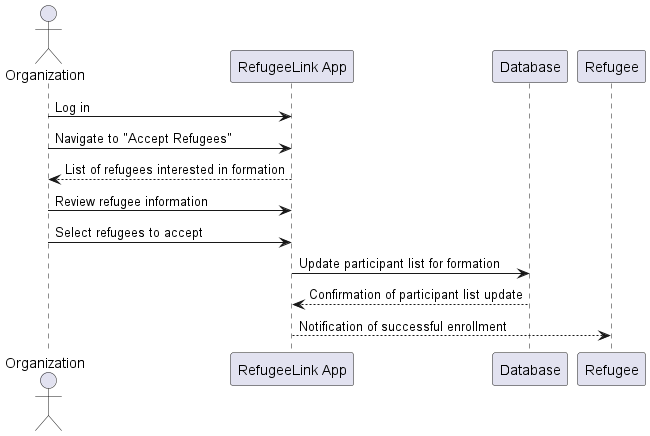 Organization
RefugeeLink App
Database
Refugee
Log in
Navigate to "Accept Refugees"
List of refugees interested in formation
Review refugee information
Select refugees to accept
Update participant list for formation
Confirmation of participant list update
Notification of successful enrollment
Organization
RefugeeLink App
Database
Refugee